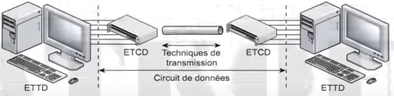 ETCD
Techniques de
transmission
ETCD
Circuit de données
ETTD
ETTD